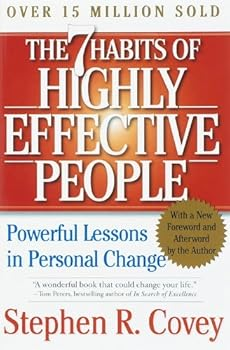 OVER 15 MILLION SOLD
THE 7 HABITS OF
HIGHLY
EFFECTIVE
PEOPLE
With a New
Foreword and
Afterword
by the Author
Powerful Lessons
in Personal Change
"A wonderful book that could change your life."
—Tom Peters, bestselling author of In Search of Excellence
Stephen R. Covey